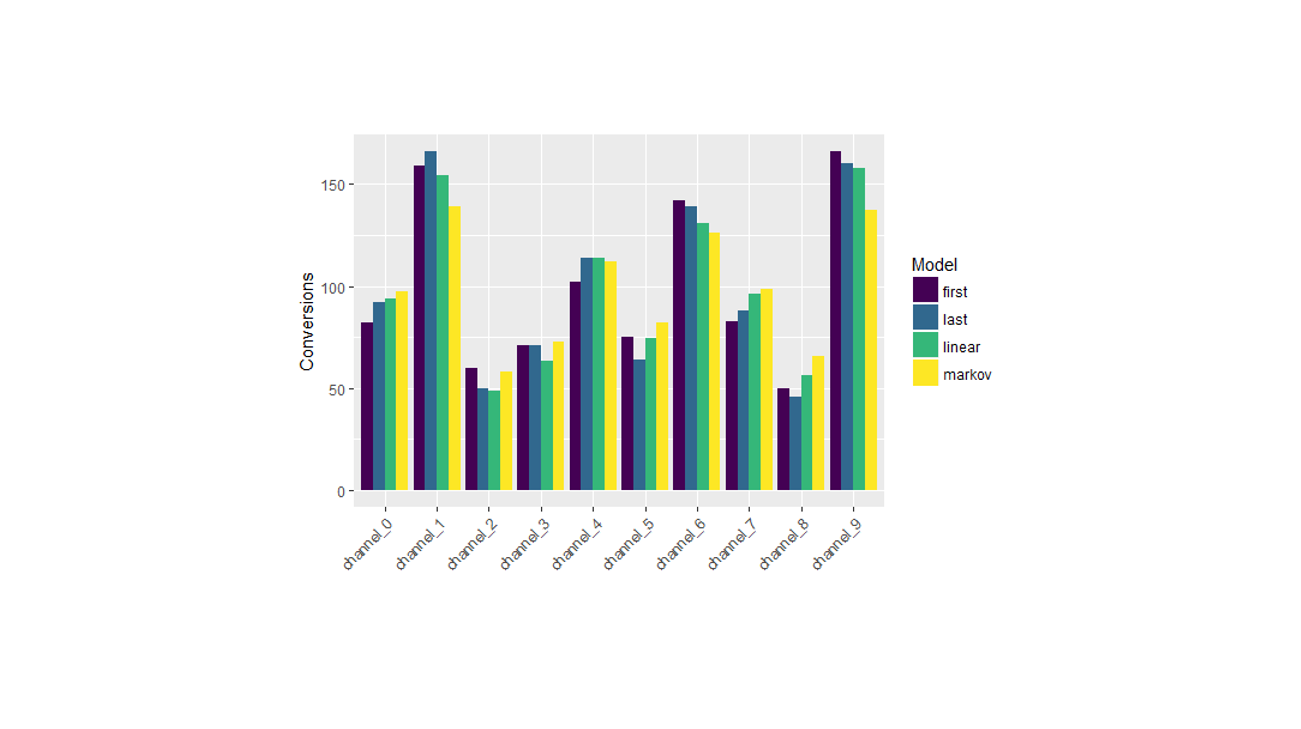 Conversions
150
100
50
0
channel_0
channel_1
channel_2
channel_3
channel_4
channel_5
channel_6
channel_7
channel_8
channel_9
Model
first
last
linear
markov